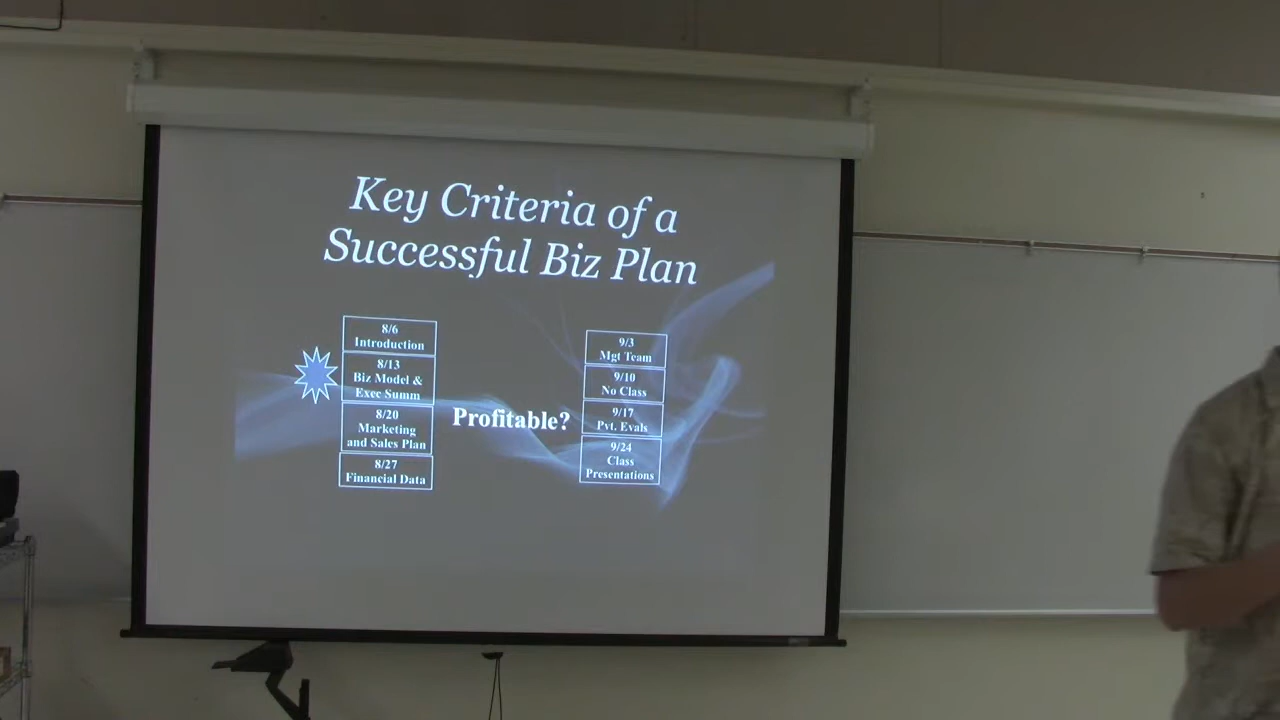 Key Criteria of a
Successful Biz Plan
8/6
Introduction
8/13
Biz Model &
Exec Summ
8/20
Marketing
and Sales Plan
8/27
Financial Data
Profitable?
9/3
Mgt Team
9/10
No Class
9/17
Pvt. Evals
9/24
Class
Presentations